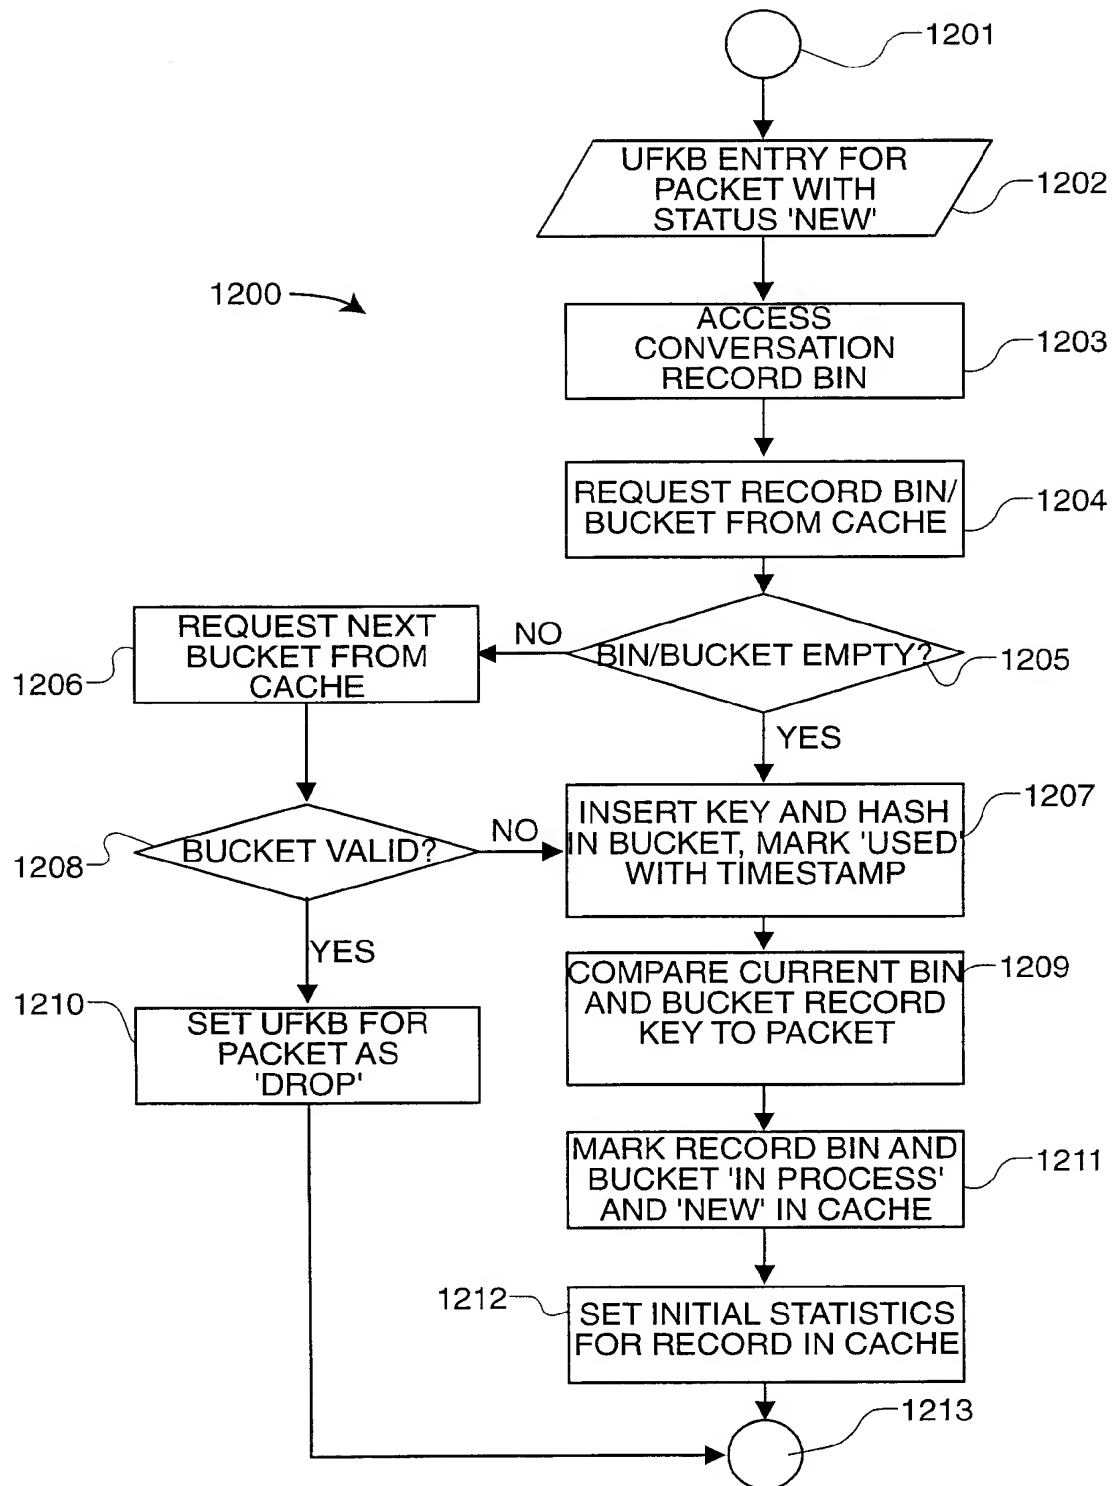 1201
UFKB ENTRY FOR
PACKET WITH
STATUS 'NEW'
1202
1200
ACCESS
CONVERSATION
RECORD BIN
1203
REQUEST RECORD BIN/
BUCKET FROM CACHE
1204
BIN/BUCKET EMPTY?
1205
NO
YES
REQUEST NEXT
BUCKET FROM
CACHE
1206
INSERT KEY AND HASH
IN BUCKET, MARK 'USED'
WITH TIMESTAMP
1207
BUCKET VALID?
1208
NO
YES
COMPARE CURRENT BIN
AND BUCKET RECORD
KEY TO PACKET
1209
1210
SET UFKB FOR
PACKET AS
'DROP'
MARK RECORD BIN AND
BUCKET 'IN PROCESS'
AND 'NEW' IN CACHE
1211
1212
SET INITIAL STATISTICS
FOR RECORD IN CACHE
1213